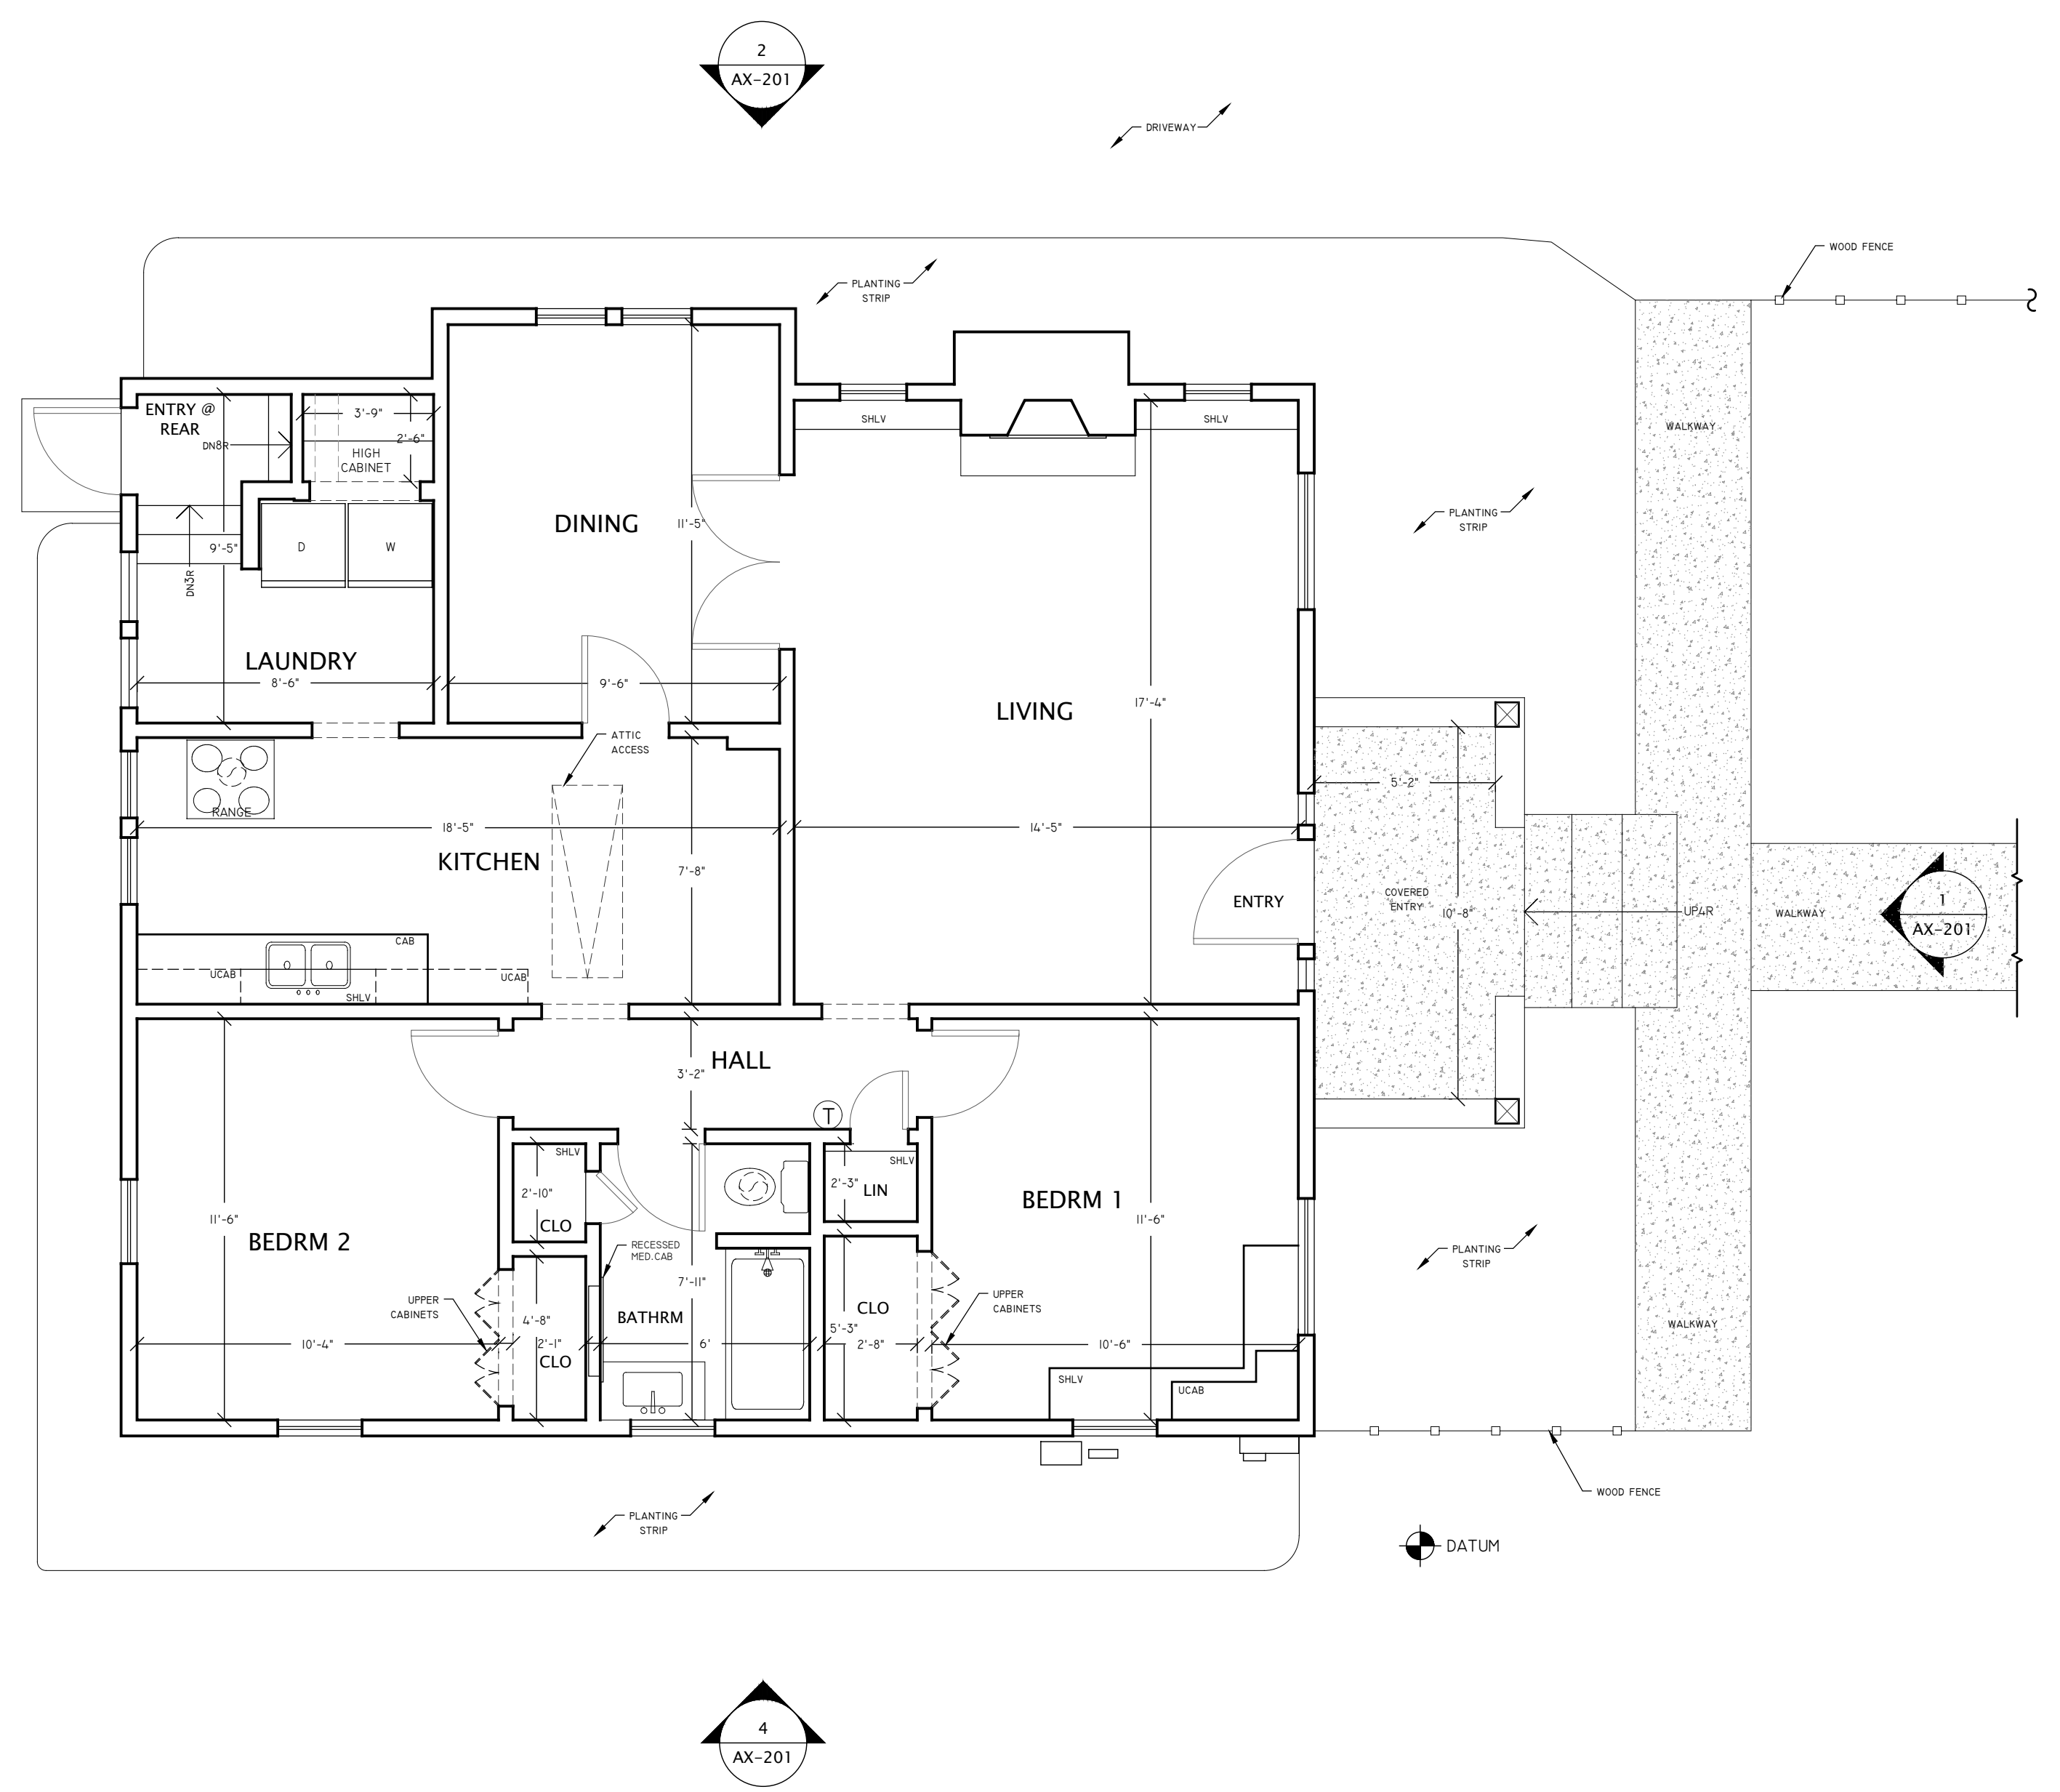 2
AX-201
DRIVEWAY
WOOD FENCE
PLANTING
STRIP
ENTRY @
REAR
DN8R
3'-9"
2'-6"
HIGH
CABINET
SHLV
SHLV
WALKWAY
DINING
11'-5"
PLANTING
STRIP
9'-5"
D
W
DN3R
LAUNDRY
8'-6"
9'-6"
LIVING
17'-4"
ATTIC
ACCESS
RANGE
18'-5"
14'-5"
5'-2"
KITCHEN
7'-8"
ENTRY
COVERED
ENTRY
10'-8"
UP4R
WALKWAY
1
AX-201
CAB
UCAB
UCAB
SHLV
HALL
3'-2"
T
SHLV
SHLV
2'-10"
2'-3"
LIN
CLO
BEDRM 1
11'-6"
11'-6"
BEDRM 2
RECESSED
MED.CAB
7'-11"
PLANTING
STRIP
UPPER
CABINETS
4'-8"
BATHRM
CLO
5'-3"
UPPER
CABINETS
WALKWAY
10'-4"
2'-1"
6'
2'-8"
10'-6"
CLO
SHLV
UCAB
WOOD FENCE
PLANTING
STRIP
DATUM
4
AX-201